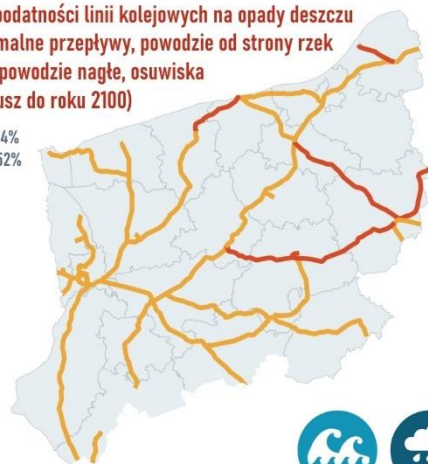 podatności linii kolejowych na opady deszczu
malne przepływy, powodzie od strony rzek
powodzie nagłe, osuwiska
usz do roku 2100)
4%
52%